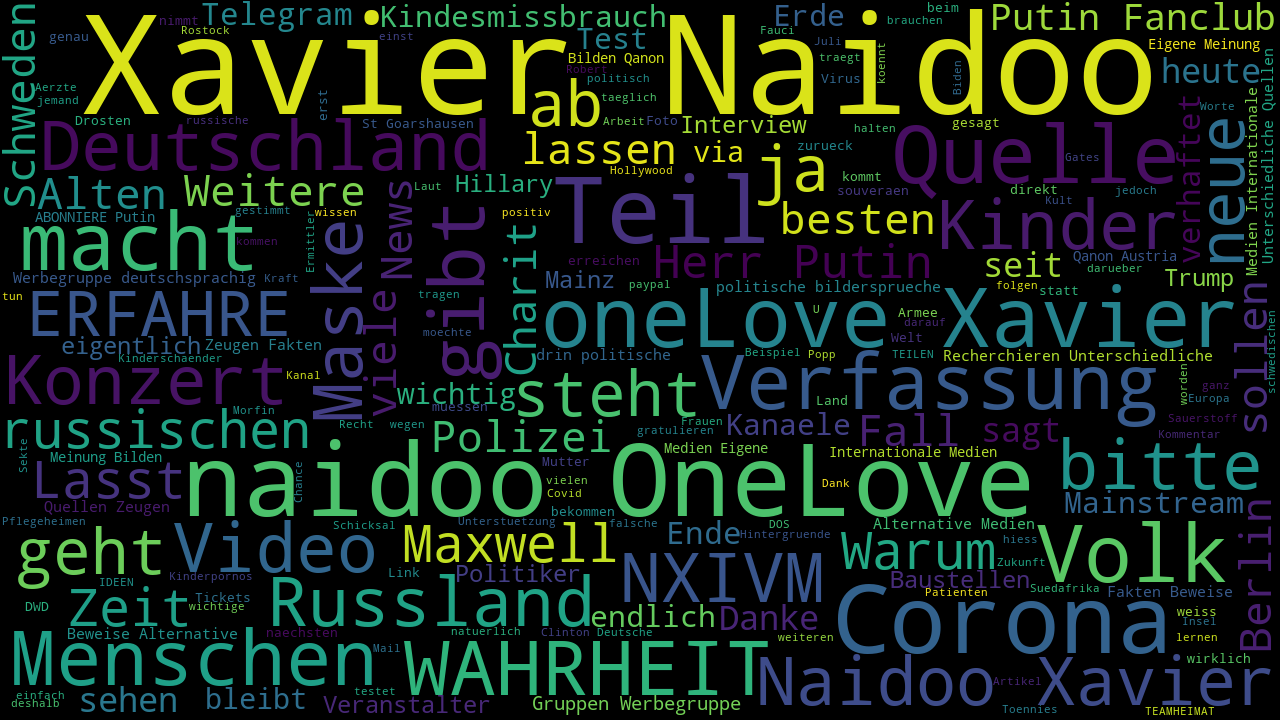 Xavier Naidoo
Telegram
Kindesmissbrauch
Erde
Putin Fanclub
beim
brauchen
nimmt
genau
Rostock
einst
Test
Fauci
Juli
Eigene Meinung
Bilden Qanon
Robert
politisch
taeglich
Virus
traegt
koennt
Biden
heute
Schweden
Aerzte
jemand
Drosten
russische
erst
St Goarshausen
ab
Arbeit
Foto
Interview
halten
gesagt
Worte
Deutschland
lassen
via
ja
zurueck
Quelle
Gates
verhaftet
neue
Medien Internationale
Unterschiedliche Quellen
Alten
Weitere
Laut
Hillary
Hollywood
Teil
kommt
souveraen
direkt
jedoch
Kult
ABONNIERE Putin
gestimmt
wissen
positiv
besten
Kinder
macht
kommen
Ermittler
Maske
viele News
gibt
Charit
erreichen
Herr Putin
seit
Qanon Austria
darueber
Trump
Werbegruppe deutschsprachig
Kraft
Mainz
paypal
politische bildersprueche
folgen
statt
tun
ERFAHRE
tragen
moechte
oneLove Xavier
U
Armee
darauf
Welt
eigentlich
Zeugen Fakten
Kinderschaender
drin politische
Beispiel
Popp
TEILEN
Recherchieren Unterschiedliche
sollen
schwedischen
Konzert
Kanal
wichtig
muessen
steht
Verfassung
Land
worden
ganz
Europa
russischen
Morfin
Recht
wegen
Polizei
Frauen
gratulieren
Kanaele
Fall
sagt
Sauerstoff
Kommentar
Sekte
Meinung Bilden
Lasst
Chance
naidoo OneLove
Mutter
vielen
Covid
Medien Eigene
Internationale Medien
Dank
bitte
Quellen Zeugen
bekommen
Mainstream
Pflegeheimen
geht
Video
Schicksal
Maxwell
Unterstuetzung
falsche
Ende
DOS
Hintergruende
Alternative Medien
Warum
hiess
Zukunft
Volk
Berlin
IDEEN
Kinderpornos
Link
Politiker
NXIVM
Baustellen
Patienten
Suedafrika
Fakten Beweise
DWD
Zeit
Tickets
wichtige
Russland
endlich
Danke
Corona
weiss
Insel
lernen
Beweise Alternative
naechsten
natuerlich
Clinton
Deutsche
weiteren
Menschen
Mail
WAHRHEIT
Naidoo Xavier
wirklich
Artikel
einfach
deshalb
sehen
bleibt
testet
Veranstalter
Gruppen Werbegruppe
Toennies
TEAMHEIMAT